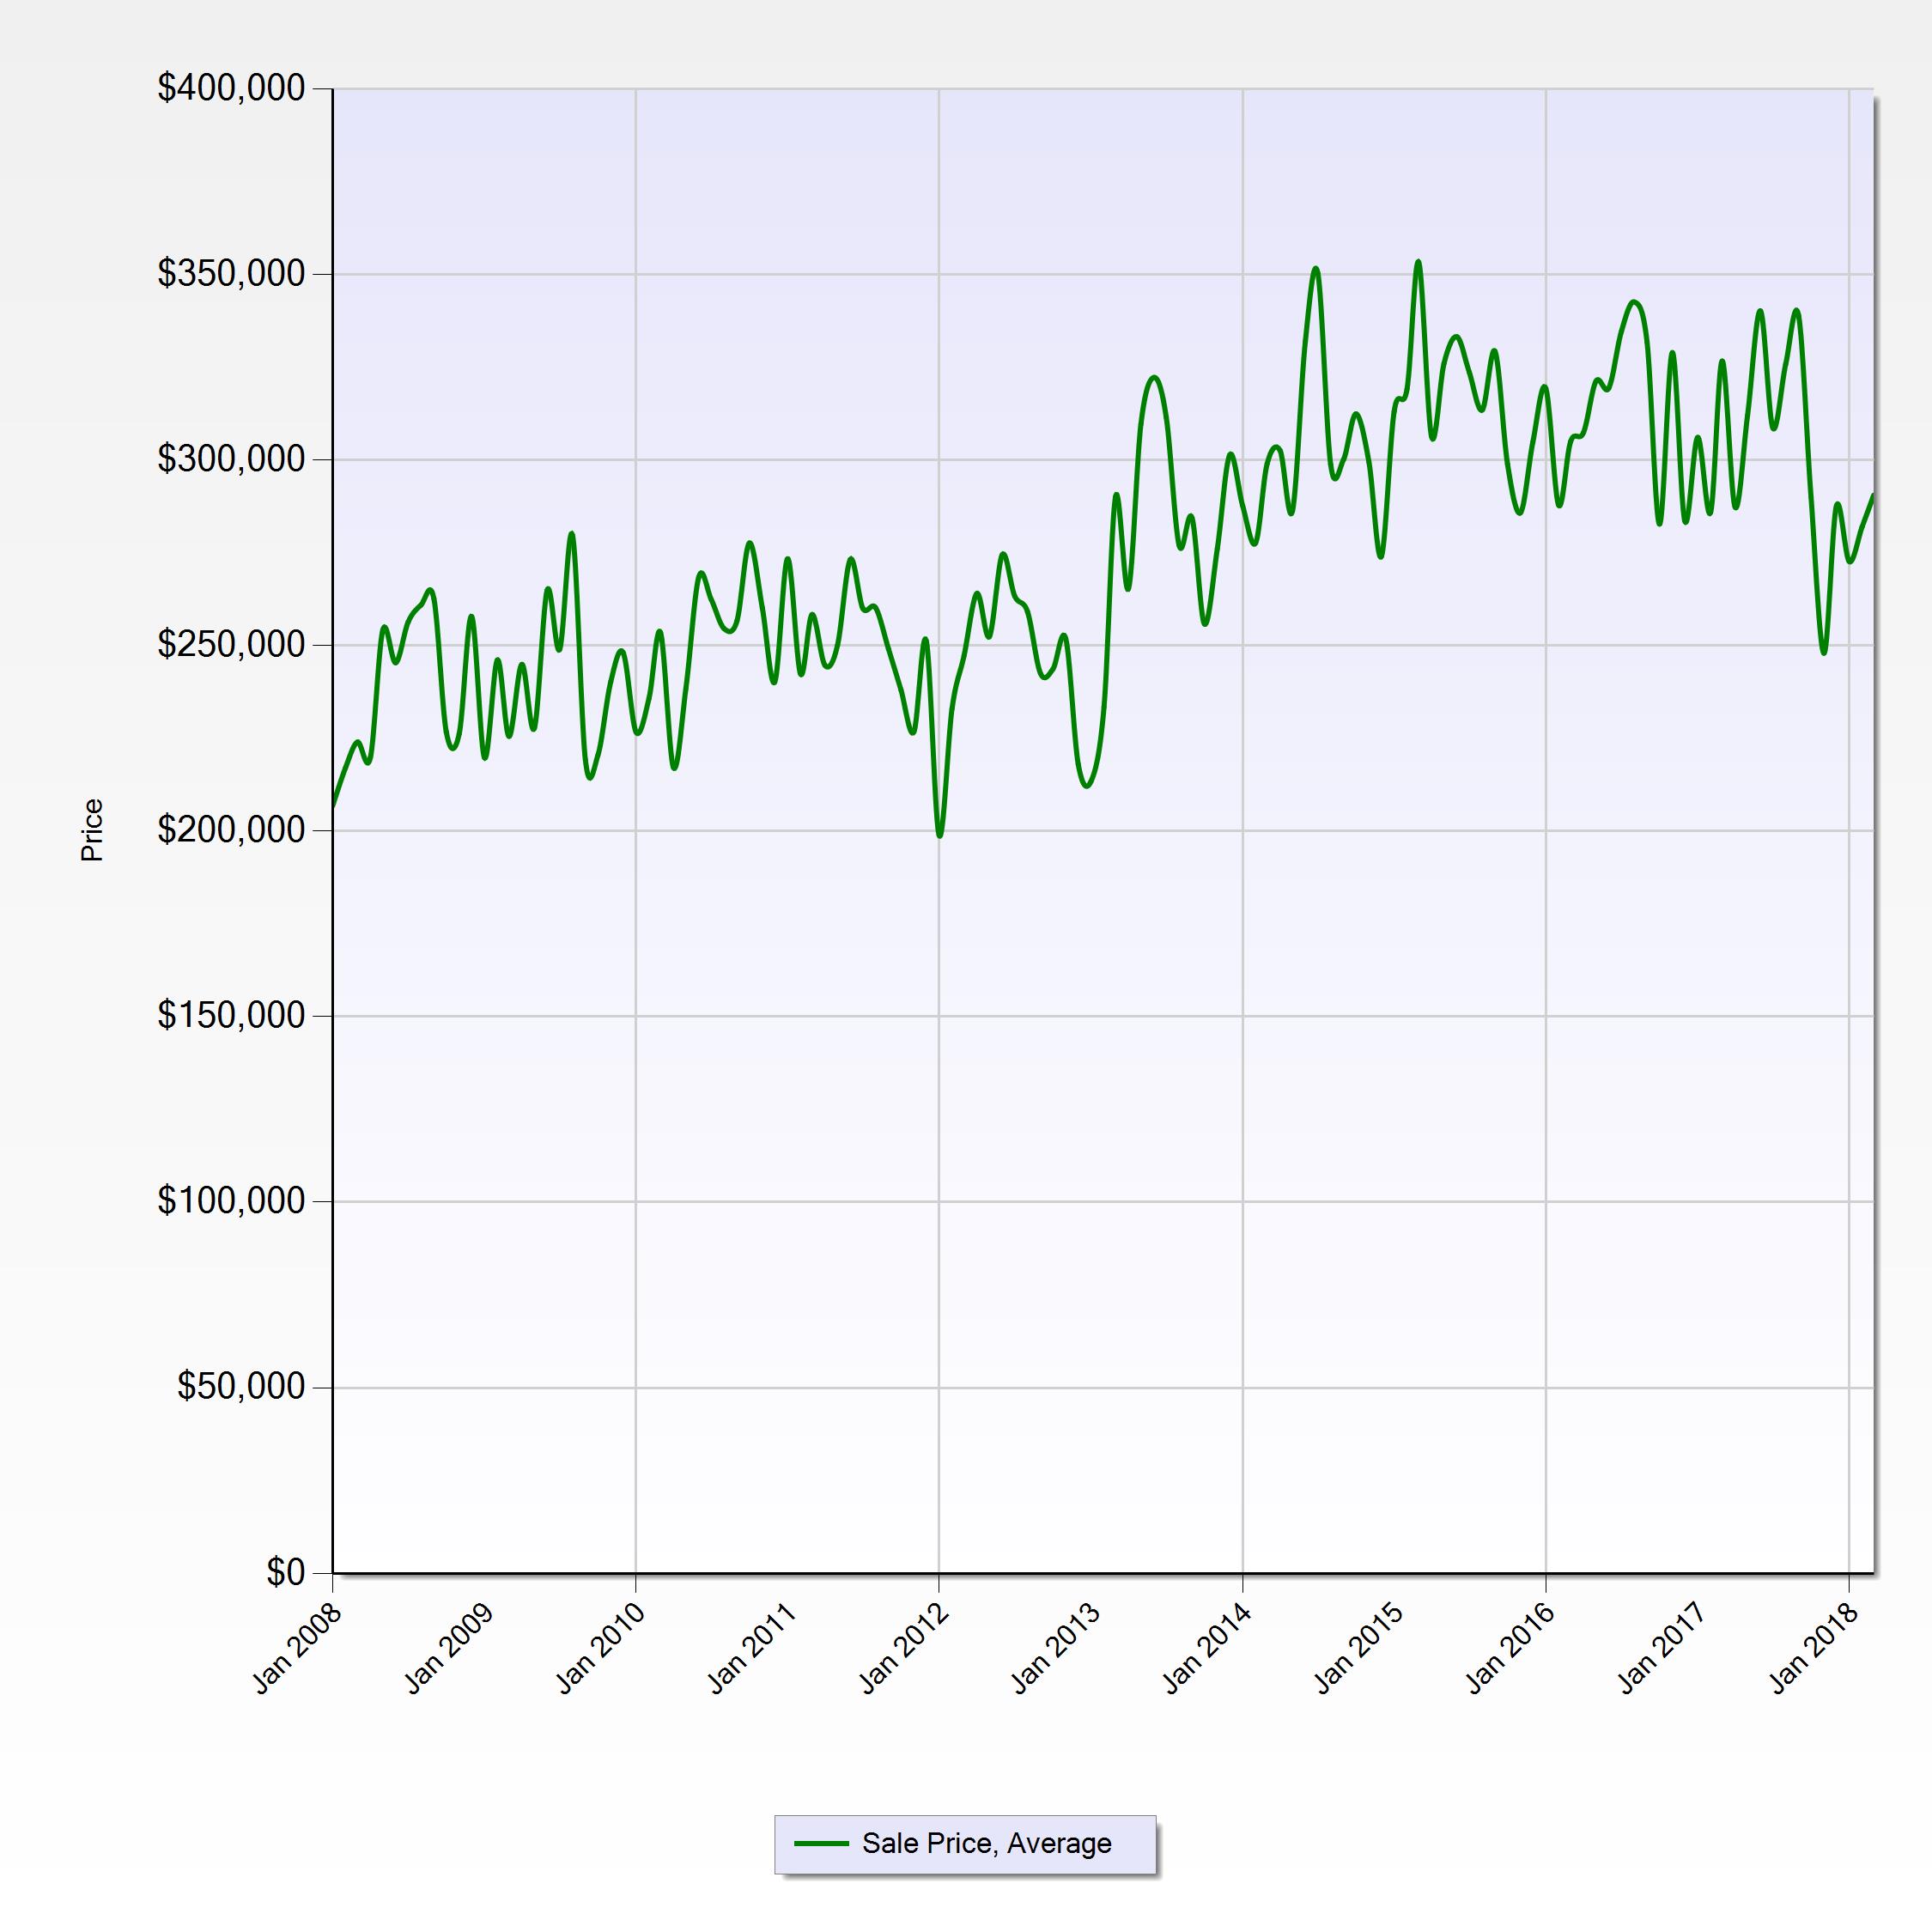 $400,000
$350,000
$300,000
$250,000
$200,000
$150,000
$100,000
$50,000
$0
Price
Jan 2008
Jan 2009
Jan 2010
Jan 2011
Jan 2012
Jan 2013
Jan 2014
Jan 2015
Jan 2016
Jan 2017
Jan 2018
Sale Price, Average